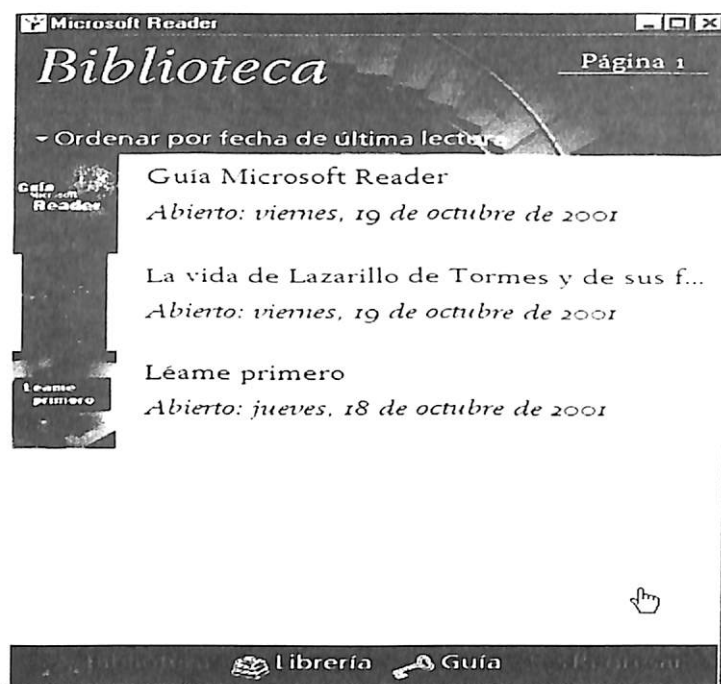 Microsoft Reader
Biblioteca
Página 1
Ordenar por fecha de última lectura
Guía
Microsoft
Reader
Guía Microsoft Reader
Abierto: viernes, 19 de octubre de 2001
La vida de Lazarillo de Tormes y de sus f...
Abierto: viernes, 19 de octubre de 2001
Léame
primero
Léame primero
Abierto: jueves, 18 de octubre de 2001
Librería Guía